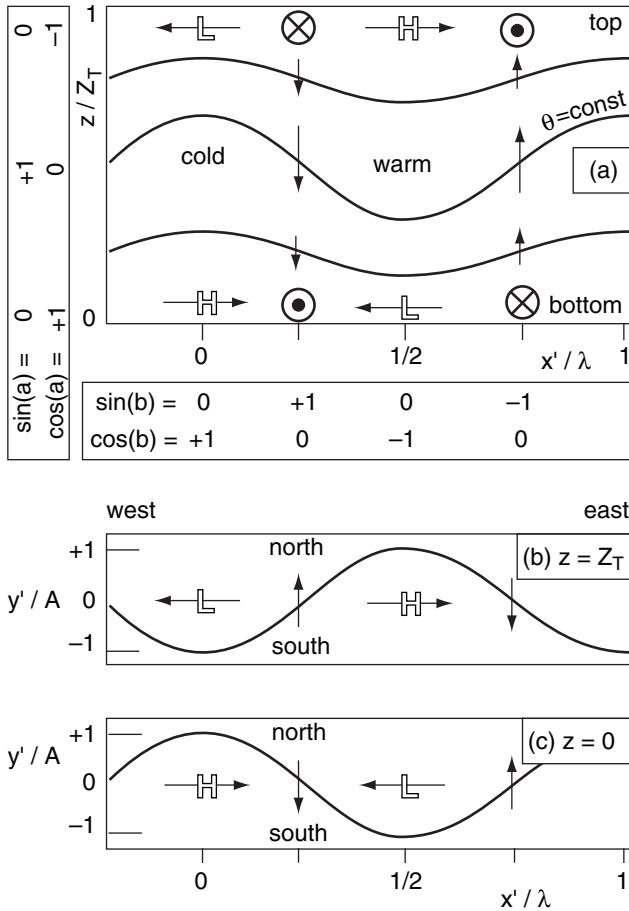 1
L
H
top
z / Z_T
θ=const
cold
warm
(a)
H
L
bottom
0
0
1/2
x' / λ
1
sin(a) = 0 +1 0
cos(a) = +1 0 −1
sin(b) = 0 +1 0 −1
cos(b) = +1 0 −1 0
west
east
+1
north
(b) z = Z_T
y' / A
0
L
H
−1
south
+1
north
(c) z = 0
y' / A
0
H
L
−1
south
0
1/2
x' / λ
1